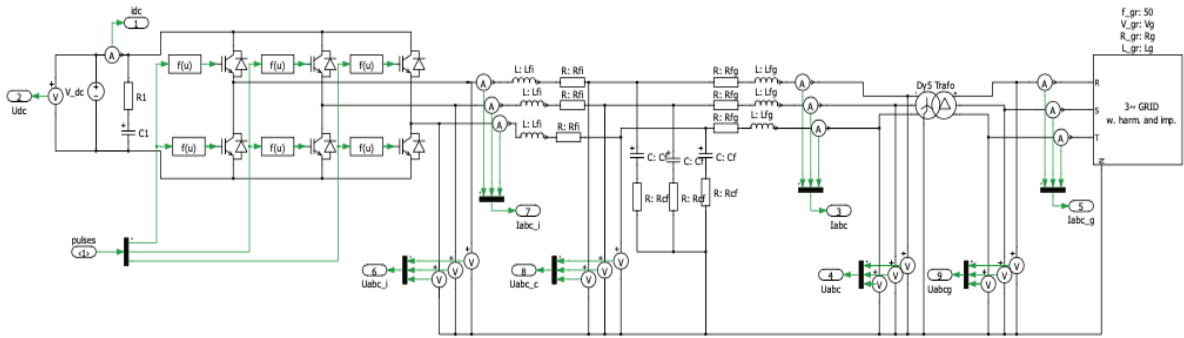 f_gr: 50
V_gr: Vg
R_gr: Rg
L_gr: Lg
idc
1
A
V_dc
V
2
Udc
R1
C1
f(u)
f(u)
f(u)
f(u)
f(u)
f(u)
pulses
<1>
A
L: Lfi
R: Rfi
A
L: Lfi
R: Rfi
A
L: Lfi
R: Rfi
7
Iabc_i
6
Uabc_i
V
V
V
8
Uabc_c
V
V
V
C: Cf
C: Cf
C: Cf
R: Rcf
R: Rcf
R: Rcf
R: Rfg
L: Lfg
A
R: Rfg
L: Lfg
A
R: Rfg
L: Lfg
A
3
Iabc
4
Uabc
V
V
V
Dy5 Trafo
9
Uabcg
V
V
V
A
A
A
5
Iabc_g
R
S
T
N
3~ GRID
w. harm. and imp.